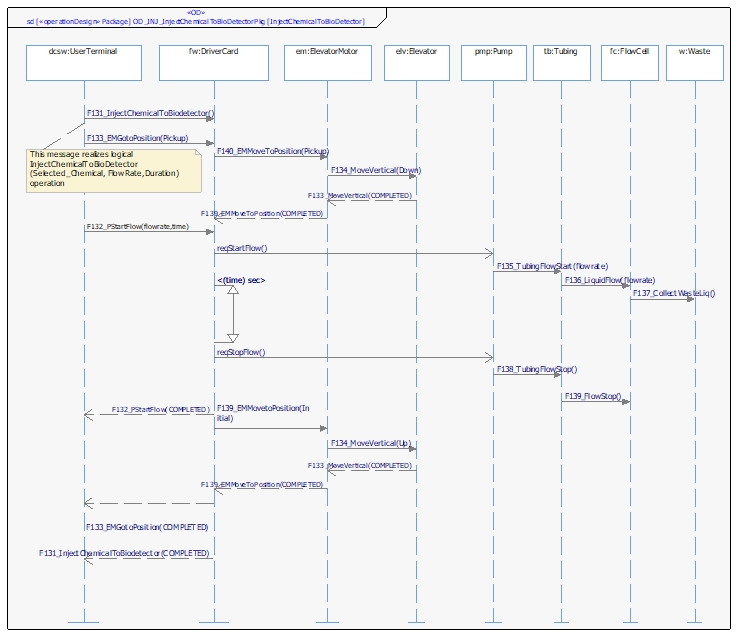 «OD»
sd [«operationDesign» Package] OD_INJ_InjectChemicalToBioDetectorPkg [InjectChemicalToBioDetector]
dcsw:UserTerminal
fw:DriverCard
em:ElevatorMotor
elv:Elevator
pmp:Pump
tb:Tubing
fc:FlowCell
w:Waste
F131_InjectChemicalToBiodetector()
F133_EMGotoPosition(Pickup)
This message realizes logical
InjectChemicalToBioDetector
(Selected_Chemical, FlowRate,Duration)
operation
F140_EMMoveToPosition(Pickup)
F134_MoveVertical(Down)
F133_MoveVertical(COMPLETED)
F139_EMMoveToPosition(COMPLETED)
F132_PStartFlow(flowrate,time)
reqStartFlow()
F135_TubingFlowStart(flowrate)
<(time) sec>
F136_LiquidFlow(flowrate)
F137_CollectWasteLiq()
reqStopFlow()
F138_TubingFlowStop()
F139_FlowStop()
F132_PStartFlow(COMPLETED)
F139_EMMovetoPosition(In
itial)
F134_MoveVertical(Up)
F133_MoveVertical(COMPLETED)
F139_EMMoveToPosition(COMPLETED)
F133_EMGotoPosition(COMPLETED)
F131_InjectChemicalToBiodetector(COMPLETED)